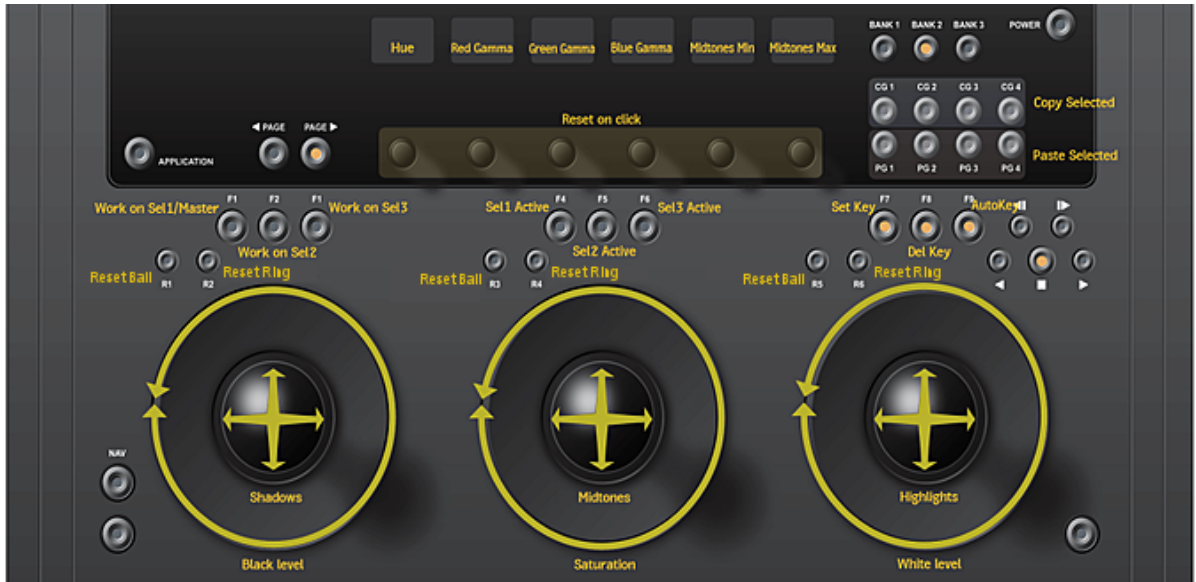 BANK 1 BANK 2 BANK 3 POWER
Hue Red Gamma Green Gamma Blue Gamma Midtones Min Midtones Max
CG 1 CG 2 CG 3 CG 4
Copy Selected
Reset on click
◀ PAGE PAGE ▶
APPLICATION
Paste Selected
PG 1 PG 2 PG 3 PG 4
Work on Sel1/Master F1 F2 F1 Work on Sel3
Sel1 Active F4 F5 F6 Sel3 Active
Set Key F7 F8 F9 AutoKey
Work on Sel2
Sel2 Active
Del Key
Reset Ball R1 R2 Reset Ring
Reset Ball R3 R4 Reset Ring
Reset Ball R5 R6 Reset Ring
NAV
Shadows
Midtones
Highlights
Black level
Saturation
White level